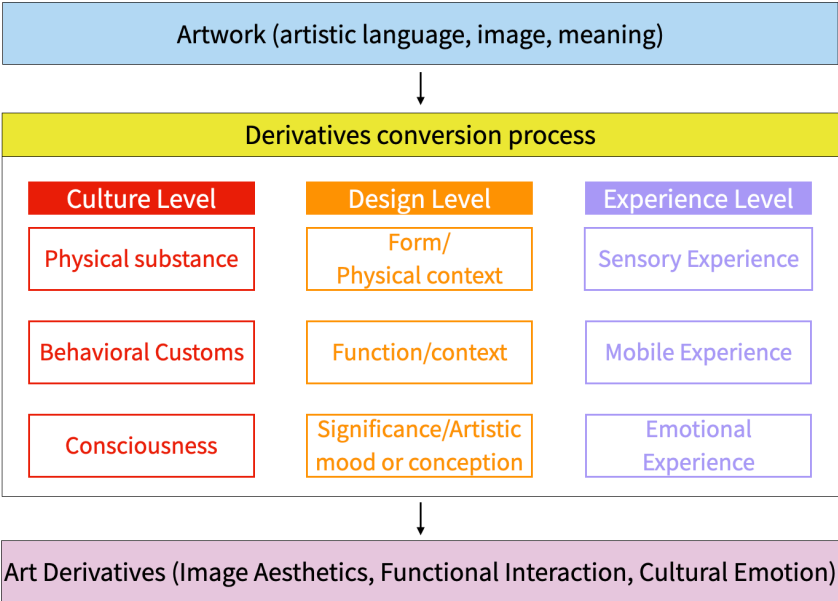 Artwork (artistic language, image, meaning)
Derivatives conversion process
Culture Level
Design Level
Experience Level
Physical substance
Form/
Physical context
Sensory Experience
Behavioral Customs
Function/context
Mobile Experience
Consciousness
Significance/Artistic
mood or conception
Emotional
Experience
Art Derivatives (Image Aesthetics, Functional Interaction, Cultural Emotion)